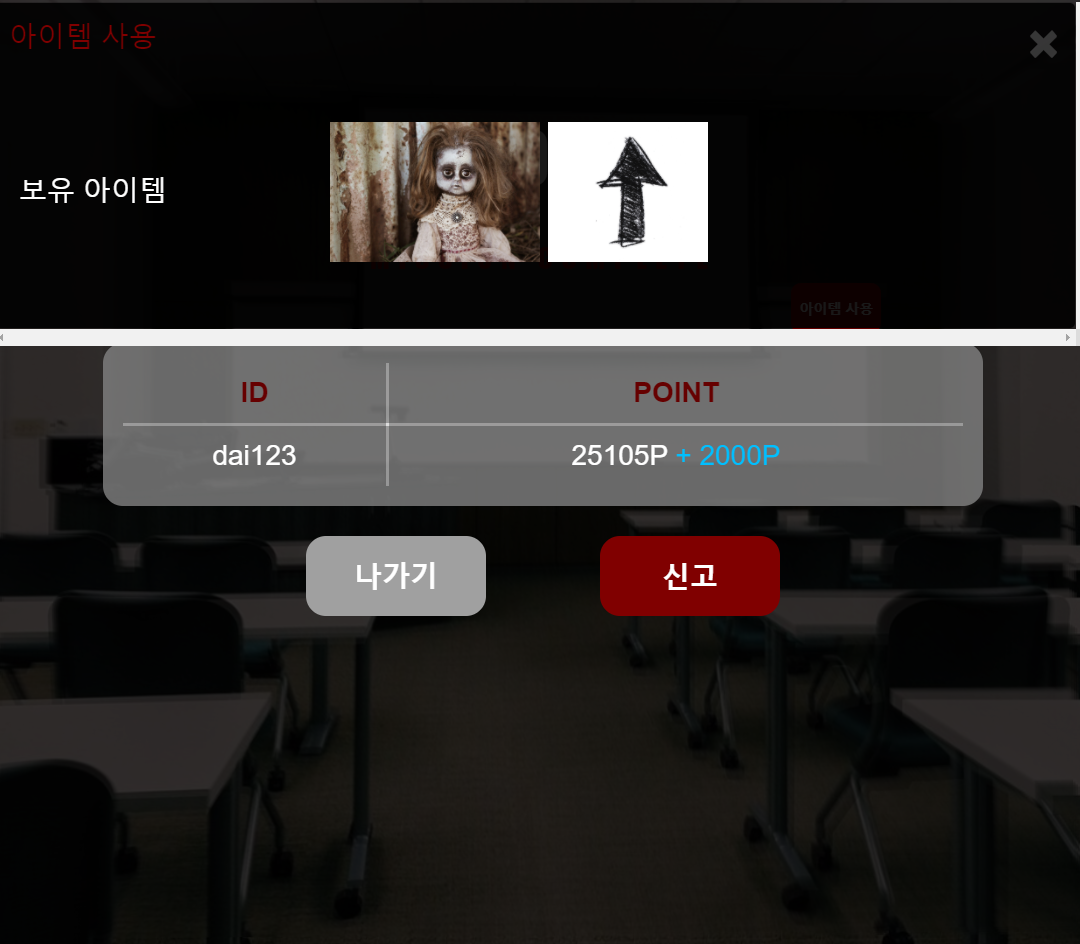 아이템 사용
보유 아이템
아이템 사용
ID POINT
dai123 25105P + 2000P
나가기 신고